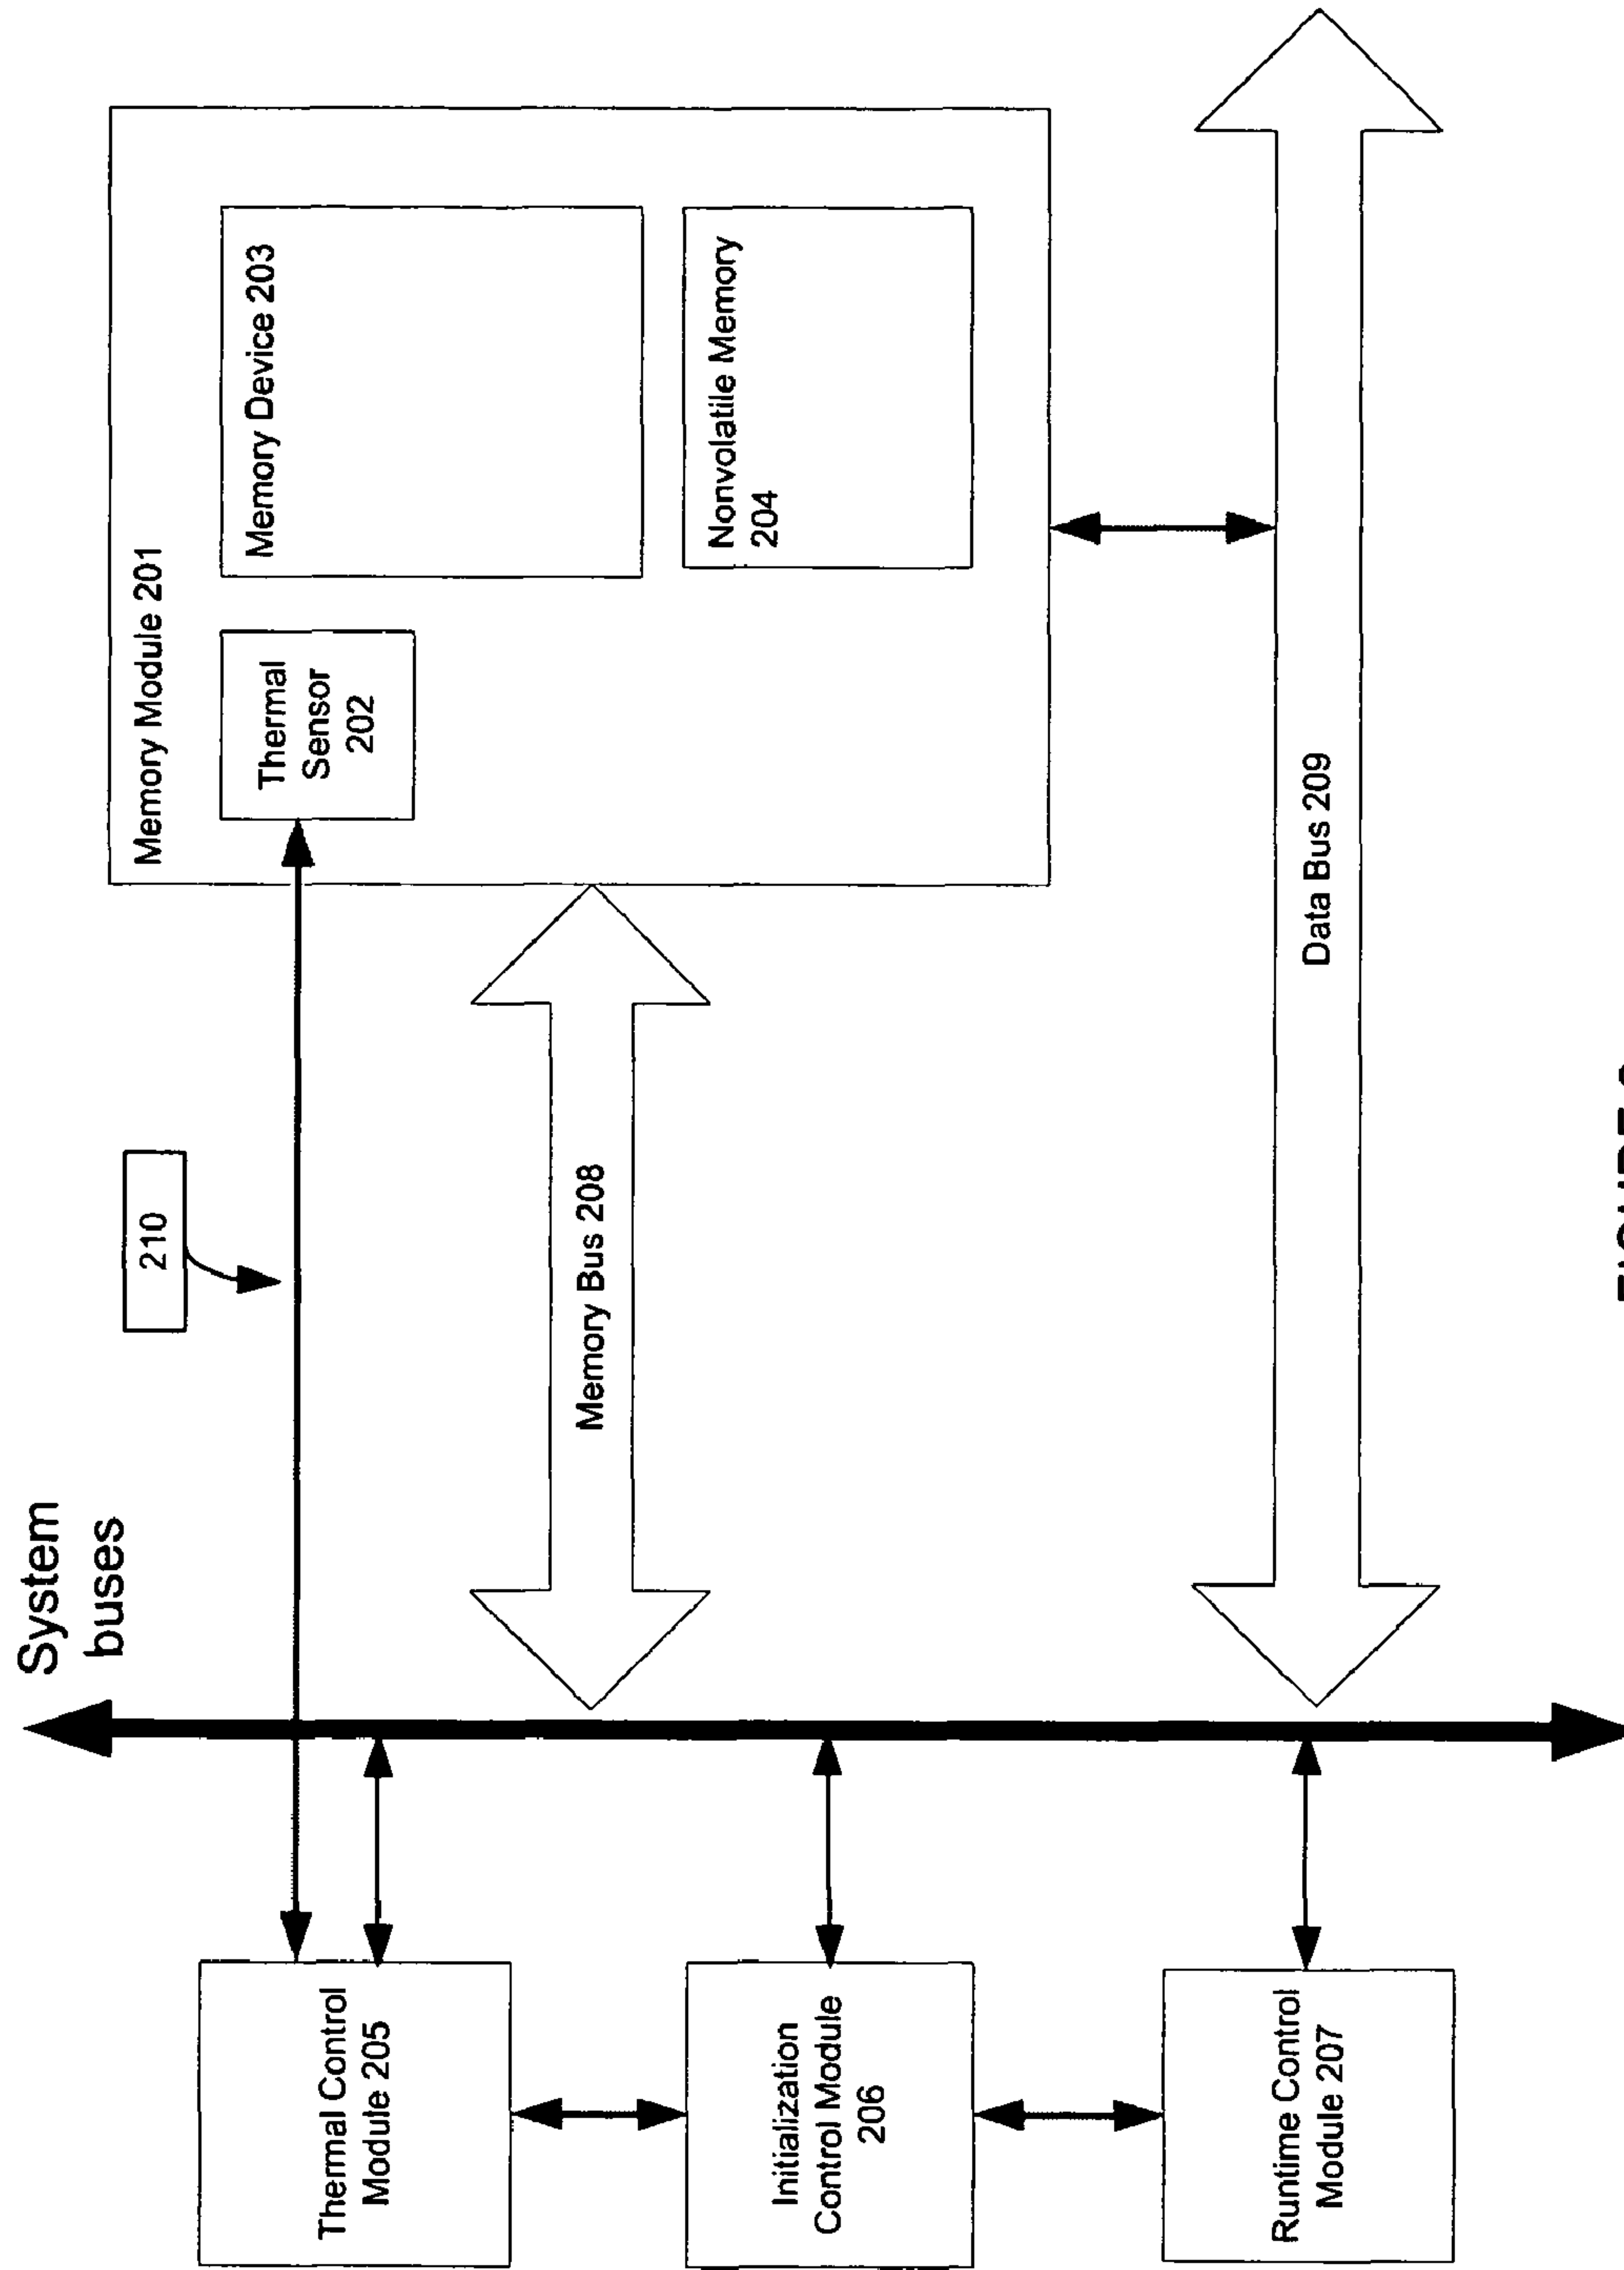 System
buses
210
Memory Module 201
Thermal
Sensor
202
Memory Device 203
Thermal Control
Module 205
Memory Bus 208
Nonvolatile Memory
204
Initialization
Control Module
206
Runtime Control
Module 207
Data Bus 209
FIGURE